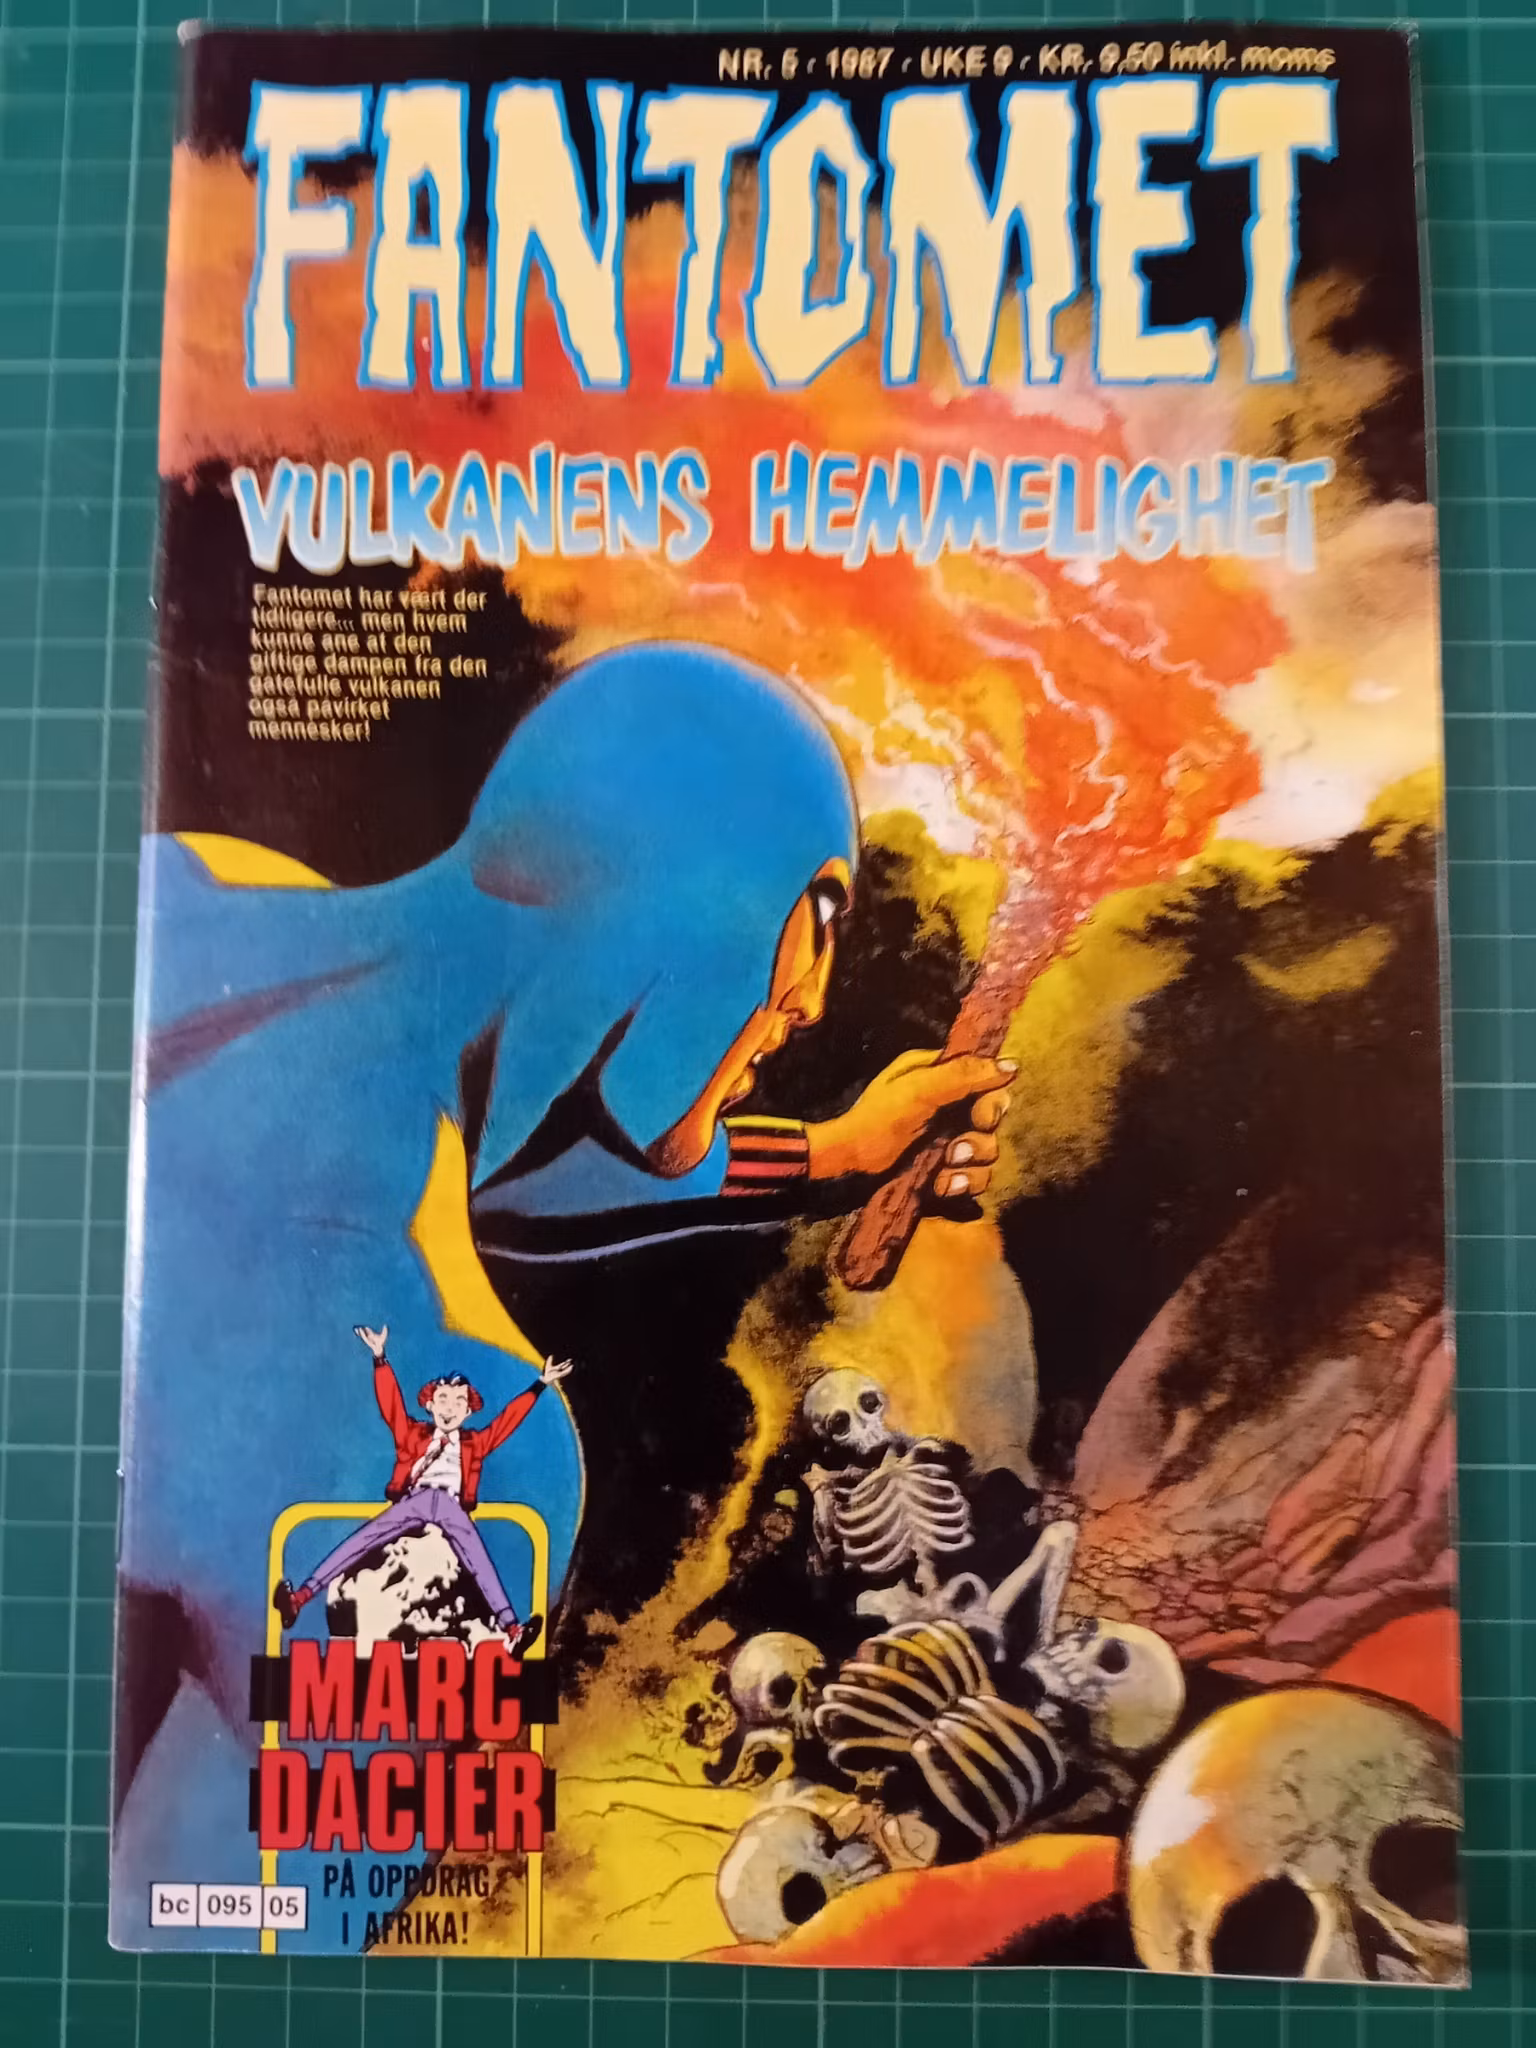 NR. 5 · 1987 · UKE 9 · KR. 9,50 inkl. moms
FANTOMET
VULKANENS HEMMELIGHET
Fantomet har vært der
tidligere... men hvem
kunne ane at den
giftige dampen fra den
gatefulle vulkanen
også påvirket
mennesker!
MARC
DACIER
PÅ OPPDRAG
I AFRIKA!
bc 095 05